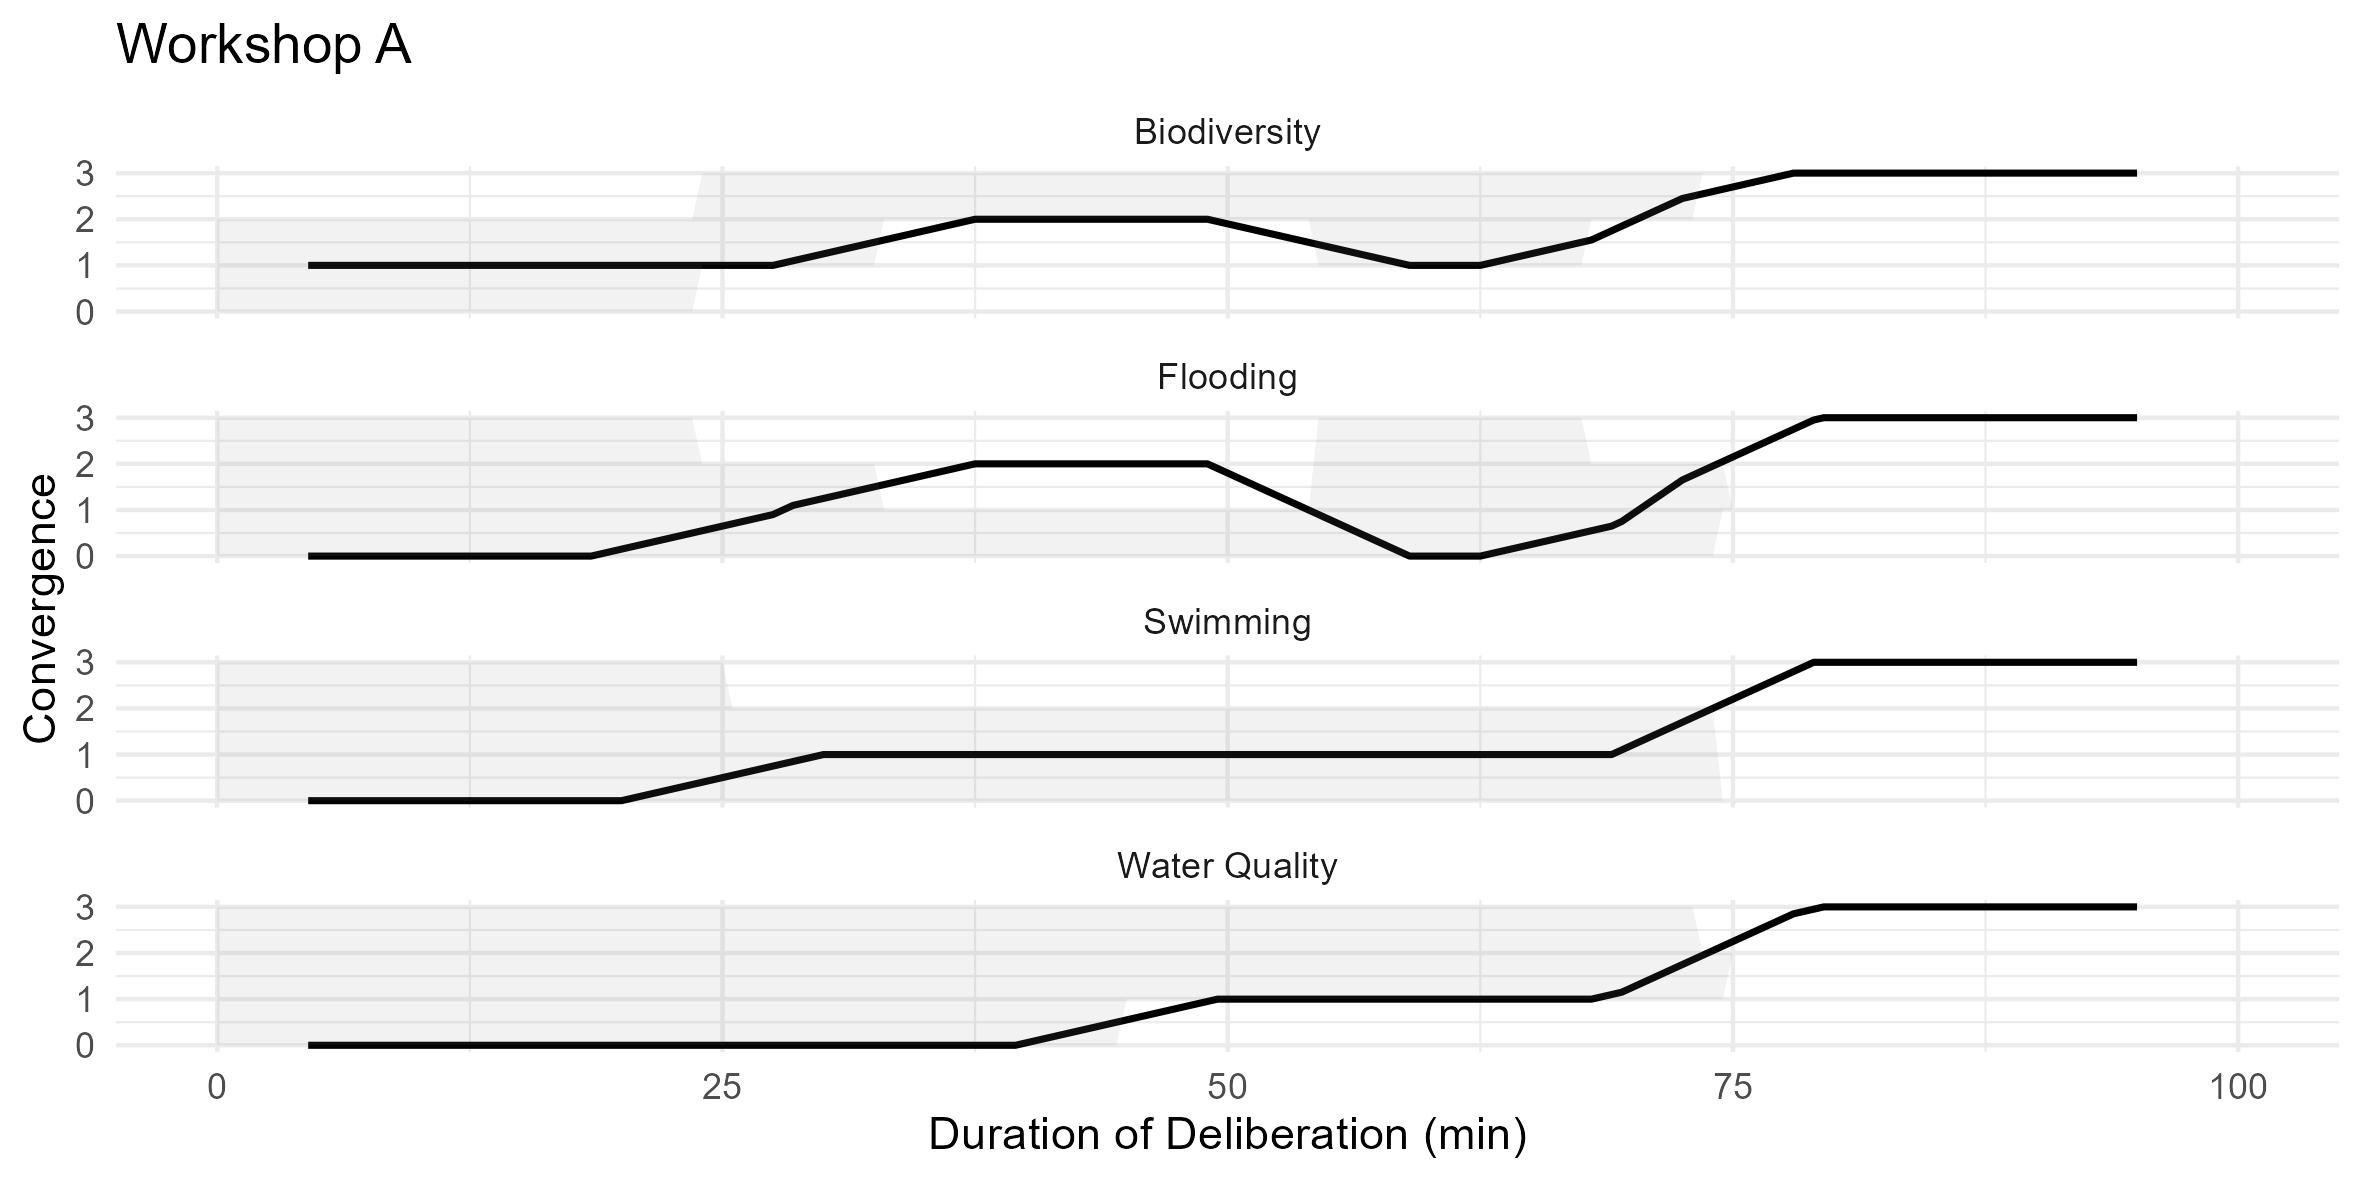 Workshop A
Biodiversity
3
2
1
0
Flooding
3
2
1
0
Convergence
Swimming
3
2
1
0
Water Quality
3
2
1
0
0 25 50 75 100
Duration of Deliberation (min)